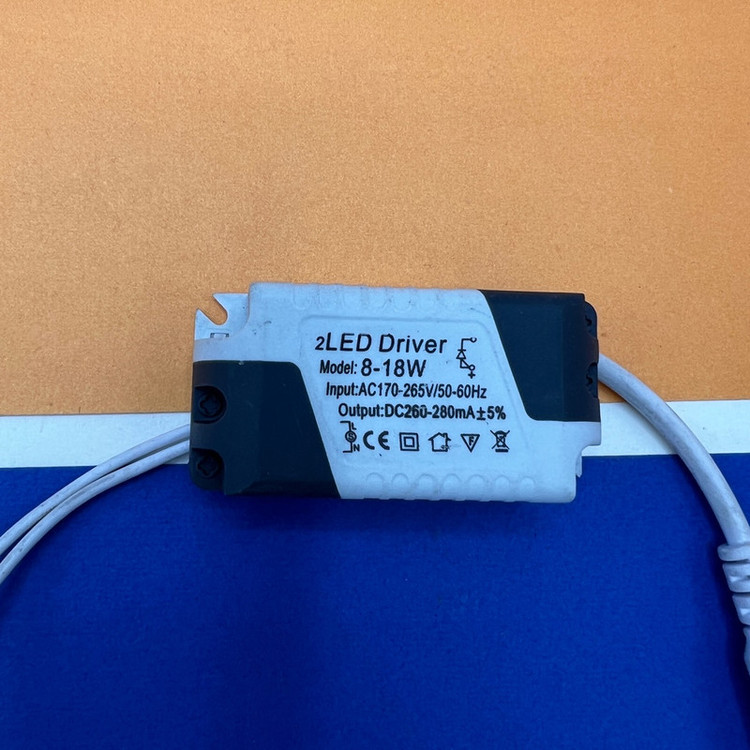 2LED Driver
Model: 8-18W
Input:AC170-265V/50-60Hz
Output:DC260-280mA±5%
L
N
CE
F